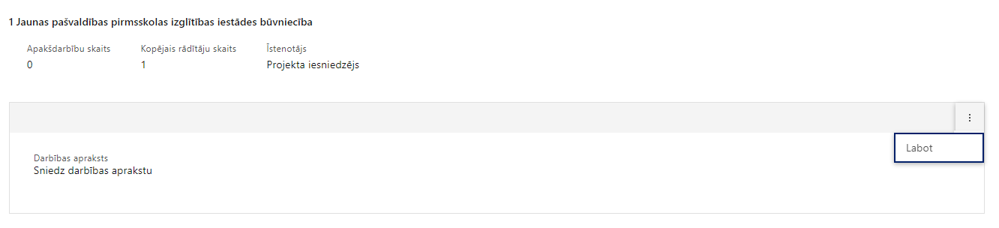 1 Jaunas pašvaldības pirmsskolas izglītības iestādes būvniecība
Apakšdarbību skaits Kopējais rādītāju skaits Īstenotājs
0 1 Projekta iesniedzējs
Labot
Darbības apraksts
Sniedz darbības aprakstu